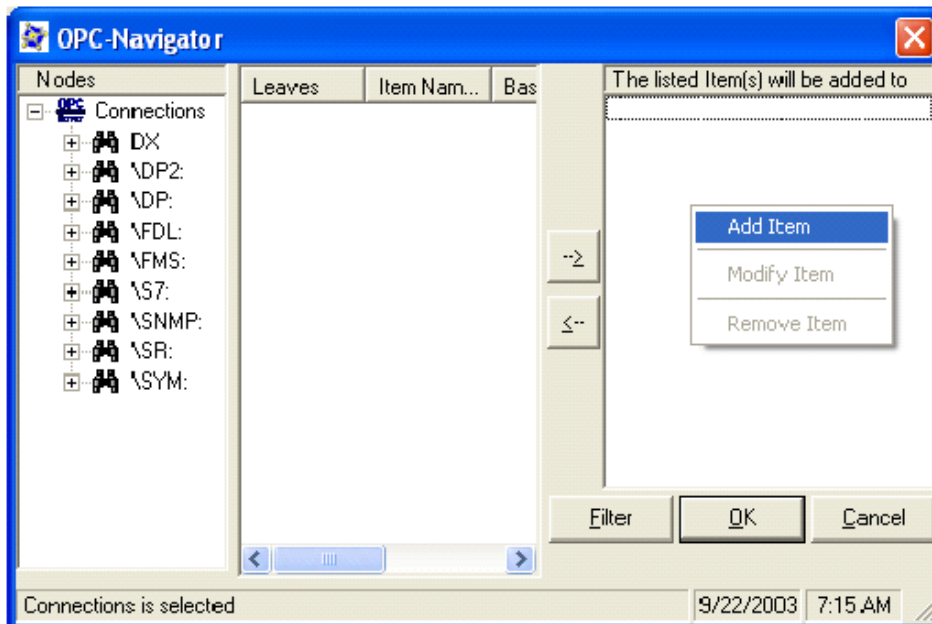 OPC-Navigator
Nodes
Leaves Item Nam... Bas
The listed Item(s) will be added to
OPC
Connections
DX
\DP2:
\DP:
\FDL:
\FMS:
\S7:
\SNMP:
\SR:
\SYM:
-->
<--
Add Item
Modify Item
Remove Item
Filter OK Cancel
Connections is selected 9/22/2003 7:15 AM